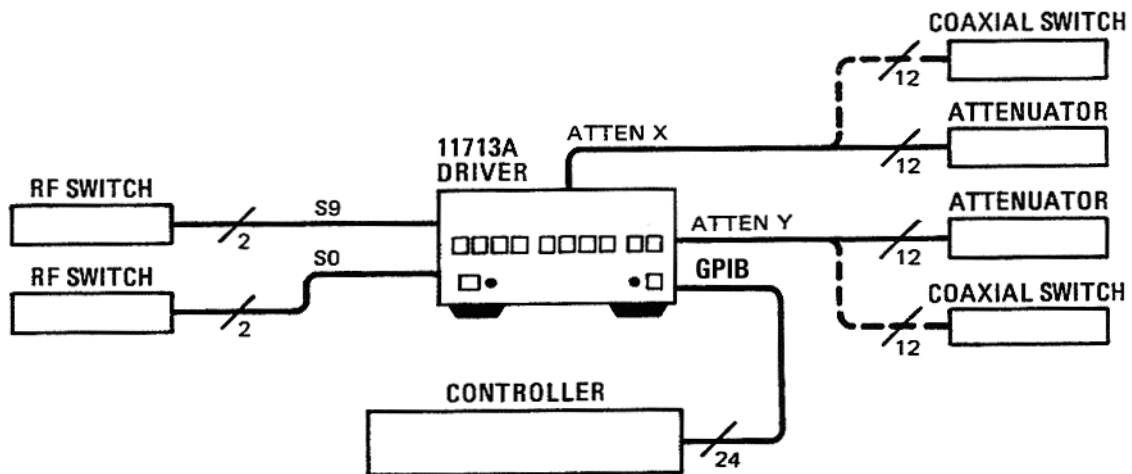 COAXIAL SWITCH
12
ATTENUATOR
ATTEN X
12
11713A
DRIVER
RF SWITCH
S9
2
ATTENUATOR
ATTEN Y
12
S0
GPIB
RF SWITCH
2
COAXIAL SWITCH
12
CONTROLLER
24